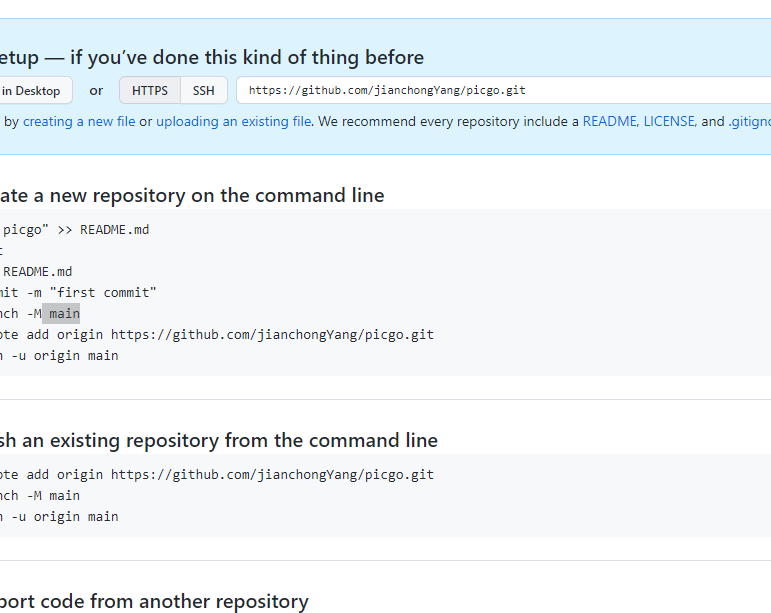 etup — if you’ve done this kind of thing before
in Desktop or HTTPS SSH https://github.com/jianchongYang/picgo.git
by creating a new file or uploading an existing file. We recommend every repository include a README, LICENSE, and .gitigno
ate a new repository on the command line
picgo" >> README.md
t
README.md
mit -m "first commit"
nch -M main
ote add origin https://github.com/jianchongYang/picgo.git
h -u origin main
sh an existing repository from the command line
ote add origin https://github.com/jianchongYang/picgo.git
nch -M main
h -u origin main
port code from another repository